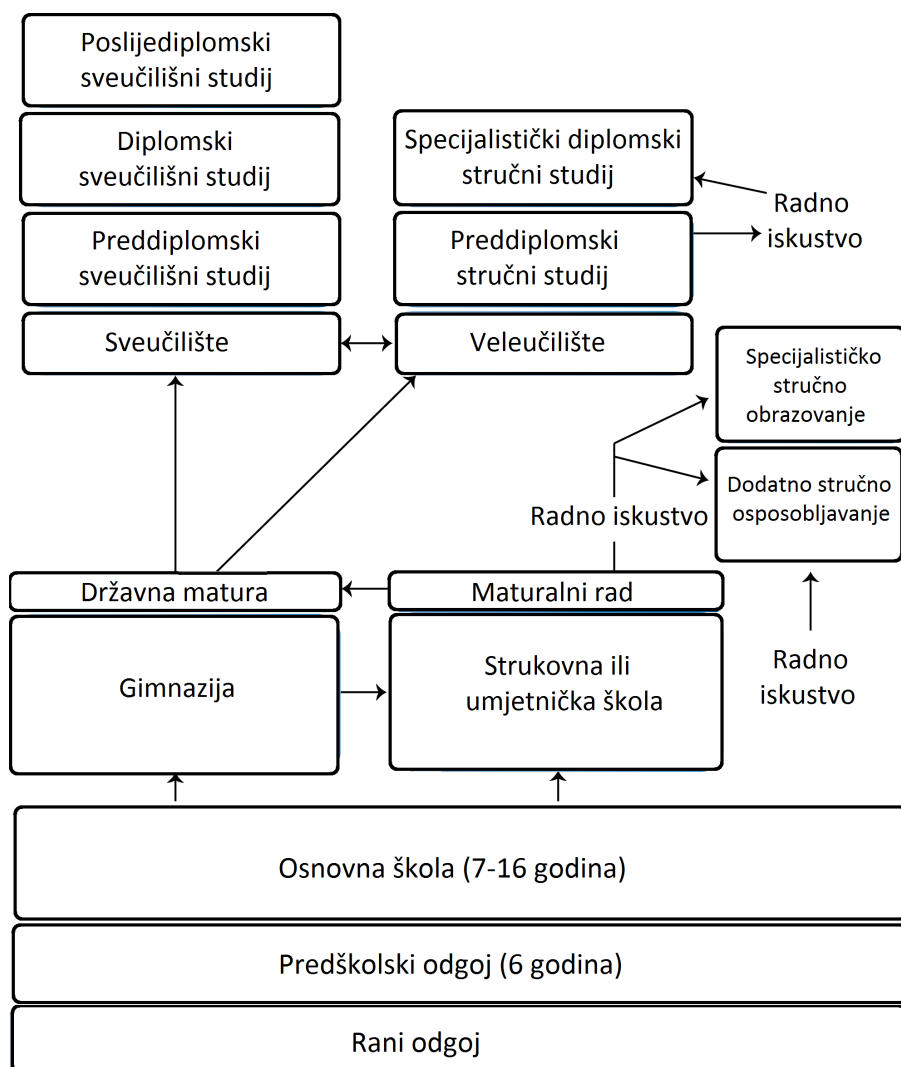 Poslijediplomski
sveučilišni studij
Diplomski
sveučilišni studij
Specijalistički diplomski
stručni studij
Radno
iskustvo
Preddiplomski
sveučilišni studij
Preddiplomski
stručni studij
Sveučilište
Veleučilište
Specijalističko
stručno
obrazovanje
Dodatno stručno
osposobljavanje
Radno iskustvo
Državna matura
Maturalni rad
Gimnazija
Strukovna ili
umjetnička škola
Radno
iskustvo
Osnovna škola (7-16 godina)
Predškolski odgoj (6 godina)
Rani odgoj